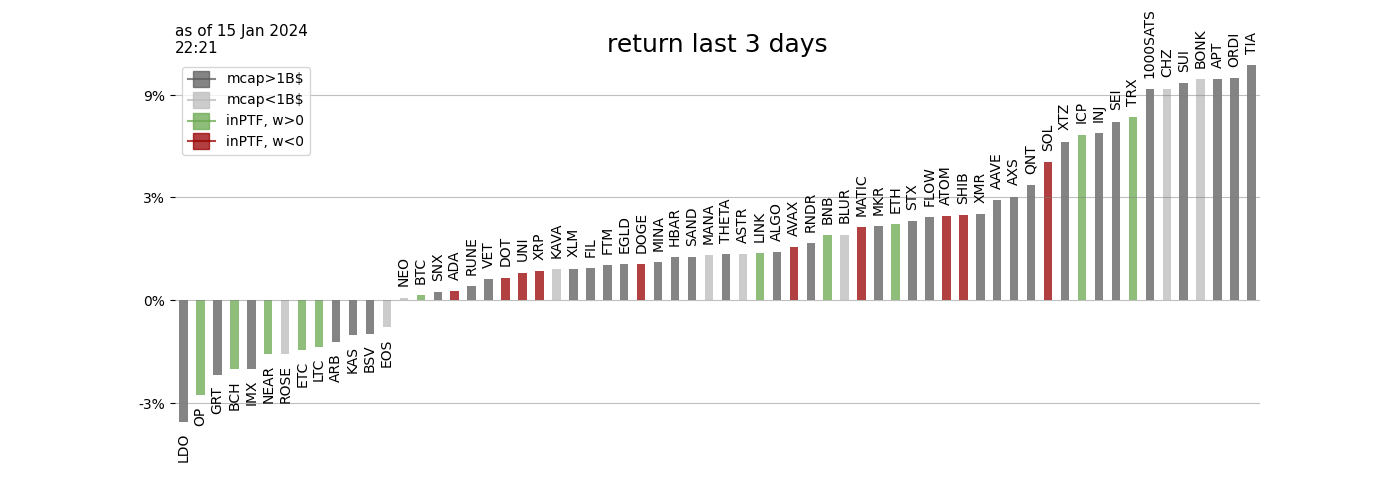 as of 15 Jan 2024
22:21
return last 3 days
mcap>1B$
mcap<1B$
inPTF, w>0
inPTF, w<0
9%
3%
0%
-3%
LDO
OP
GRT
BCH
IMX
NEAR
ROSE
ETC
LTC
ARB
KAS
BSV
EOS
NEO
BTC
SNX
ADA
RUNE
VET
DOT
UNI
XRP
KAVA
XLM
FIL
FTM
EGLD
DOGE
MINA
HBAR
SAND
MANA
THETA
ASTR
LINK
ALGO
AVAX
RNDR
BNB
BLUR
MATIC
MKR
ETH
STX
FLOW
ATOM
SHIB
XMR
AAVE
AXS
QNT
SOL
XTZ
ICP
INJ
SEI
TRX
1000SATS
CHZ
SUI
BONK
APT
ORDI
TIA